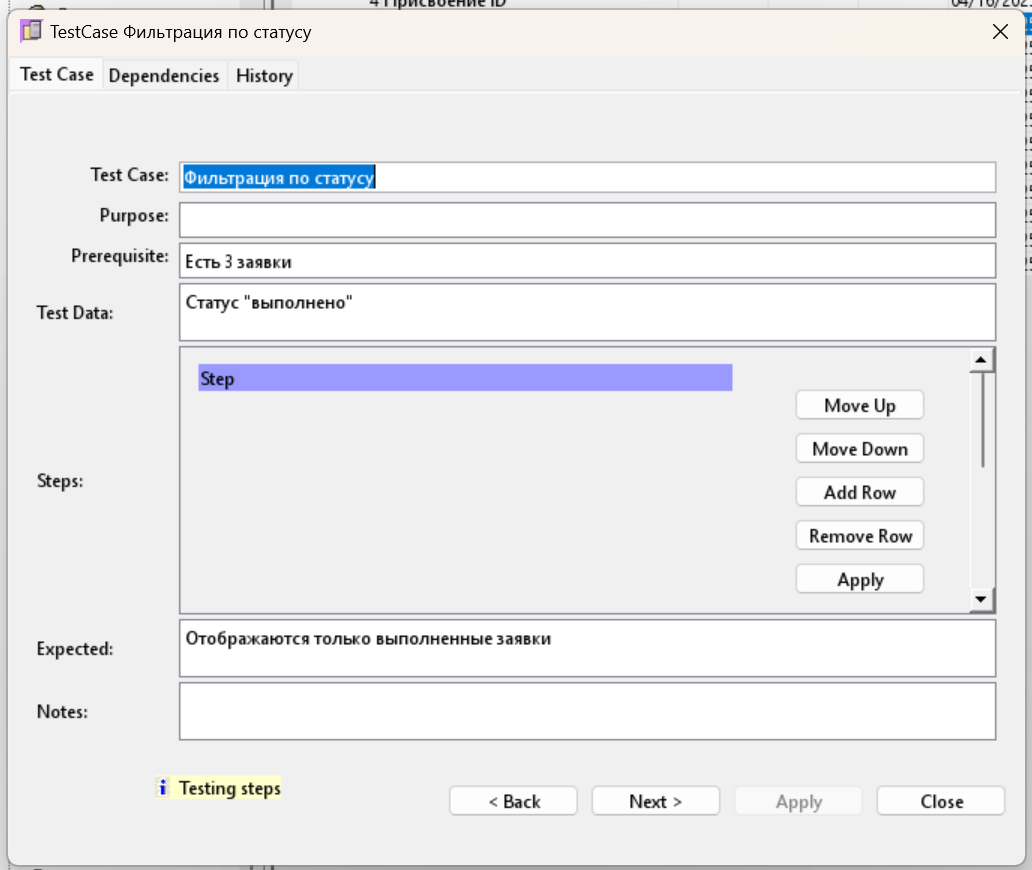 4 Присвоение ID
04/16/202
TestCase Фильтрация по статусу
Test Case Dependencies History
Test Case: Фильтрация по статусу
Purpose:
Prerequisite: Есть 3 заявки
Test Data: Статус "выполнено"
Step
Move Up
Move Down
Steps:
Add Row
Remove Row
Apply
Expected: Отображаются только выполненные заявки
Notes:
Testing steps
< Back Next > Apply Close